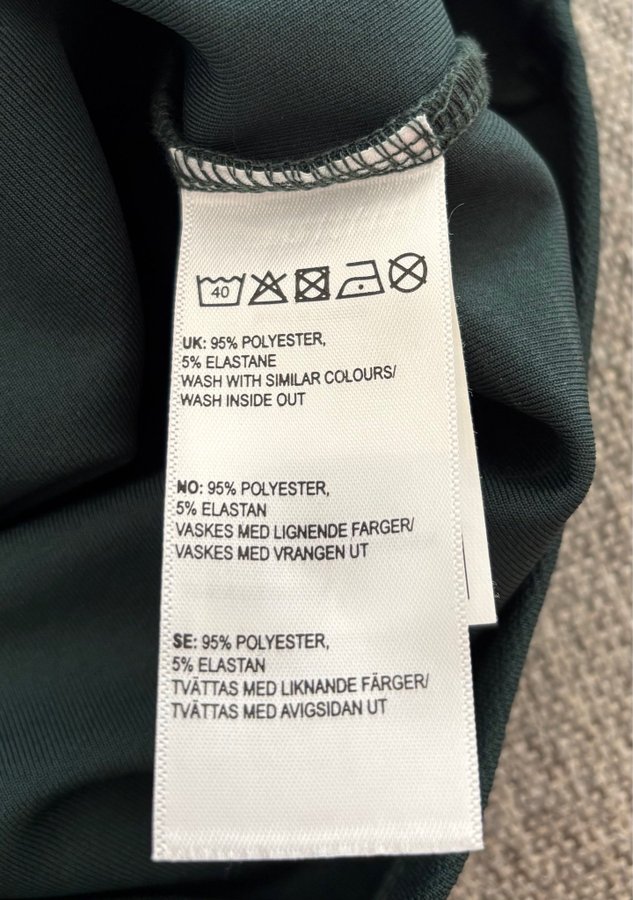 40
UK: 95% POLYESTER,
5% ELASTANE
WASH WITH SIMILAR COLOURS/
WASH INSIDE OUT
NO: 95% POLYESTER,
5% ELASTAN
VASKES MED LIGNENDE FARGER/
VASKES MED VRANGEN UT
SE: 95% POLYESTER,
5% ELASTAN
TVÄTTAS MED LIKNANDE FÄRGER/
TVÄTTAS MED AVIGSIDAN UT